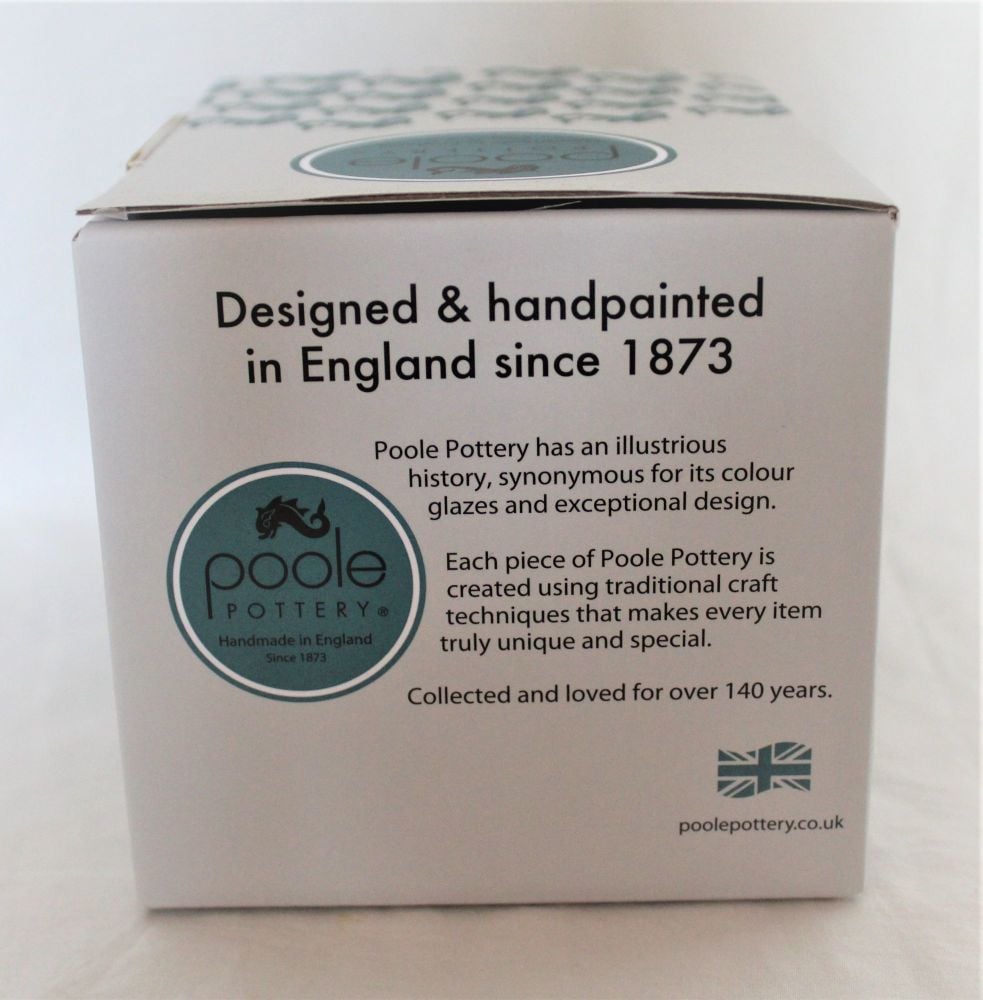 poole
POTTERY
Designed & handpainted
in England since 1873
Poole Pottery has an illustrious
history, synonymous for its colour
glazes and exceptional design.
poole
POTTERY®
Handmade in England
Since 1873
Each piece of Poole Pottery is
created using traditional craft
techniques that makes every item
truly unique and special.
Collected and loved for over 140 years.
poolepottery.co.uk